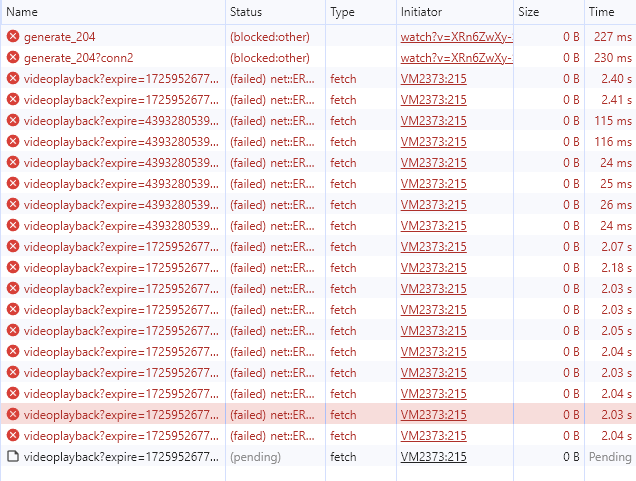 Name Status Type Initiator Size Time
generate_204 (blocked:other) watch?v=XRn6ZwXy- 0 B 227 ms
generate_204?conn2 (blocked:other) watch?v=XRn6ZwXy- 0 B 230 ms
videoplayback?expire=1725952677... (failed) net::ER... fetch VM2373:215 0 B 2.40 s
videoplayback?expire=1725952677... (failed) net::ER... fetch VM2373:215 0 B 2.41 s
videoplayback?expire=4393280539... (failed) net::ER... fetch VM2373:215 0 B 115 ms
videoplayback?expire=4393280539... (failed) net::ER... fetch VM2373:215 0 B 116 ms
videoplayback?expire=4393280539... (failed) net::ER... fetch VM2373:215 0 B 24 ms
videoplayback?expire=4393280539... (failed) net::ER... fetch VM2373:215 0 B 25 ms
videoplayback?expire=4393280539... (failed) net::ER... fetch VM2373:215 0 B 26 ms
videoplayback?expire=4393280539... (failed) net::ER... fetch VM2373:215 0 B 24 ms
videoplayback?expire=1725952677... (failed) net::ER... fetch VM2373:215 0 B 2.07 s
videoplayback?expire=1725952677... (failed) net::ER... fetch VM2373:215 0 B 2.18 s
videoplayback?expire=1725952677... (failed) net::ER... fetch VM2373:215 0 B 2.03 s
videoplayback?expire=1725952677... (failed) net::ER... fetch VM2373:215 0 B 2.03 s
videoplayback?expire=1725952677... (failed) net::ER... fetch VM2373:215 0 B 2.05 s
videoplayback?expire=1725952677... (failed) net::ER... fetch VM2373:215 0 B 2.04 s
videoplayback?expire=1725952677... (failed) net::ER... fetch VM2373:215 0 B 2.03 s
videoplayback?expire=1725952677... (failed) net::ER... fetch VM2373:215 0 B 2.04 s
videoplayback?expire=1725952677... (failed) net::ER... fetch VM2373:215 0 B 2.03 s
videoplayback?expire=1725952677... (failed) net::ER... fetch VM2373:215 0 B 2.04 s
videoplayback?expire=1725952677... (pending) fetch VM2373:215 0 B Pending